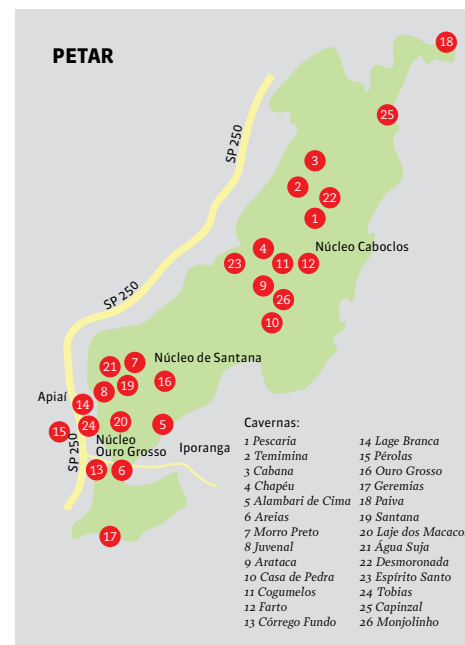 PETAR
18
25
SP 250
3
2
22
1
Núcleo Caboclos
4
23
11
12
9
26
SP 250
10
21
7
Núcleo de Santana
8
19
16
Apiaí
14
15
24
20
5
Núcleo
Ouro Grosso
Iporanga
SP 250
13
6
17
Cavernas:
1 Pescaria
2 Temimina
3 Cabana
4 Chapéu
5 Alambari de Cima
6 Areias
7 Morro Preto
8 Juvenal
9 Arataca
10 Casa de Pedra
11 Cogumelos
12 Farto
13 Córrego Fundo
14 Lage Branca
15 Pérolas
16 Ouro Grosso
17 Geremias
18 Paiva
19 Santana
20 Laje dos Macacos
21 Água Suja
22 Desmoronada
23 Espírito Santo
24 Tobias
25 Capinzal
26 Monjolinho